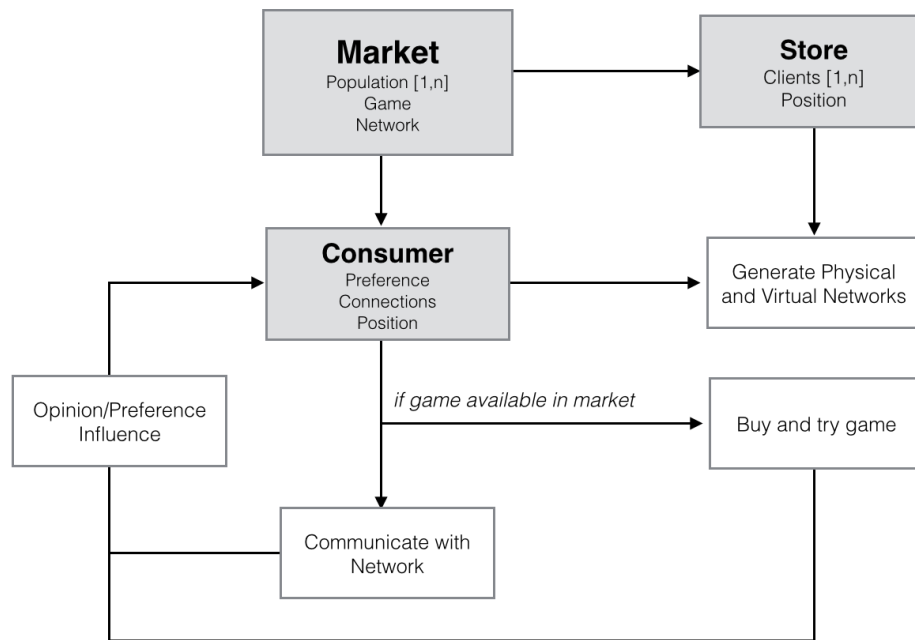 Market
Population [1,n]
Game
Network
Store
Clients [1,n]
Position
Consumer
Preference
Connections
Position
Generate Physical
and Virtual Networks
Opinion/Preference
Influence
if game available in market
Buy and try game
Communicate with
Network